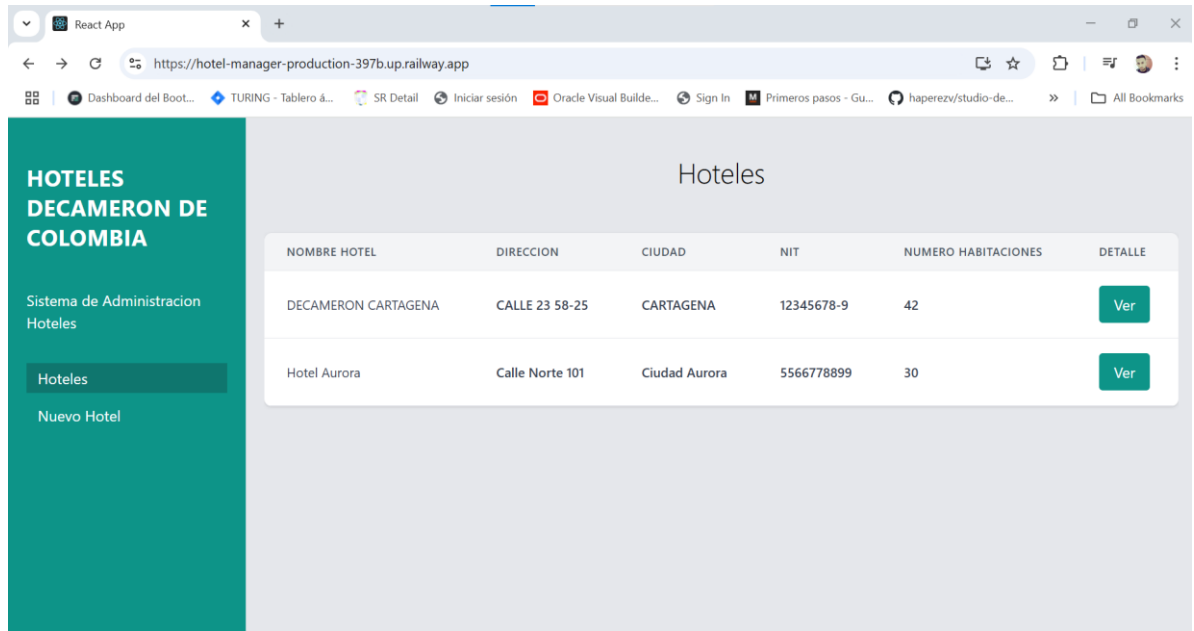 React App
https://hotel-manager-production-397b.up.railway.app
Dashboard del Boot... TURING - Tablero á... SR Detail Iniciar sesión Oracle Visual Builde... Sign In Primeros pasos - Gu... haperezv/studio-de... » All Bookmarks
HOTELES
DECAMERON DE
COLOMBIA
Sistema de Administracion
Hoteles
Hoteles
Nuevo Hotel
Hoteles
NOMBRE HOTEL DIRECCION CIUDAD NIT NUMERO HABITACIONES DETALLE
DECAMERON CARTAGENA CALLE 23 58-25 CARTAGENA 12345678-9 42 Ver
Hotel Aurora Calle Norte 101 Ciudad Aurora 5566778899 30 Ver